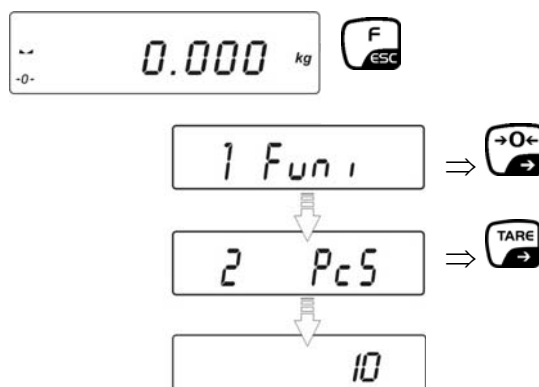 -0- 0.000 kg F
ESC
1 Funi ⇒ →0←
2 PcS ⇒ TARE
10